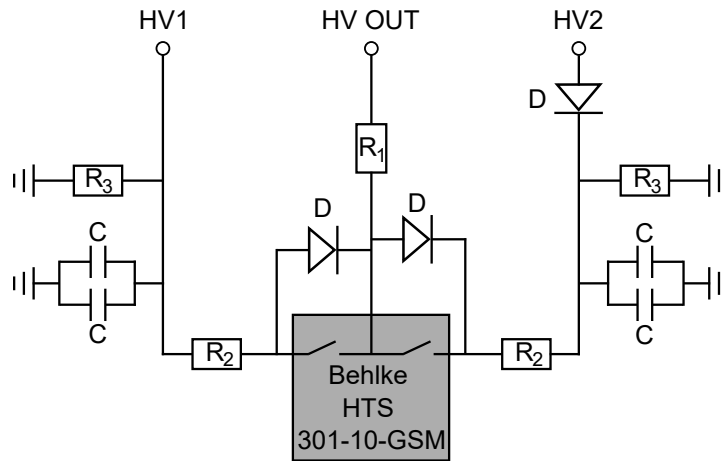 HV1
HV OUT
HV2
D
R1
R3
R3
D
D
C
C
C
C
R2
R2
Behlke
HTS
301-10-GSM